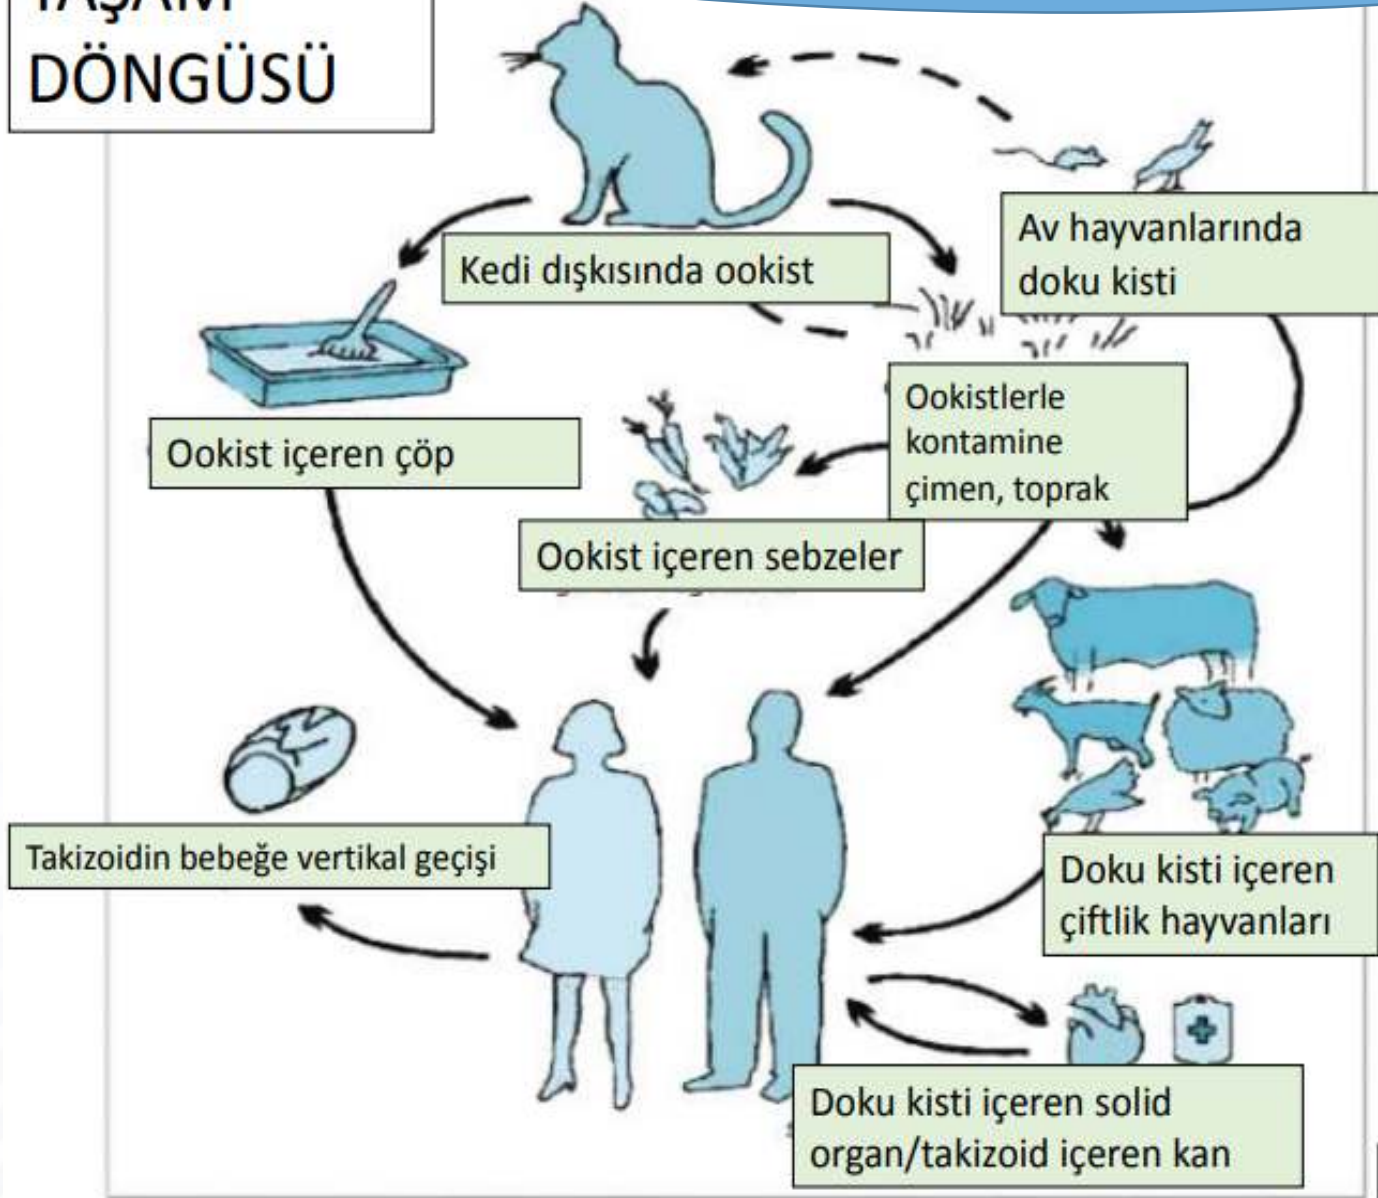 YAŞAM
DÖNGÜSÜ
Kedi dışkısında ookist
Av hayvanlarında
doku kisti
Ookist içeren çöp
Ookistlerle
kontamine
çimen, toprak
Ookist içeren sebzeler
Takizoidin bebeğe vertikal geçişi
Doku kisti içeren
çiftlik hayvanları
Doku kisti içeren solid
organ/takizoid içeren kan